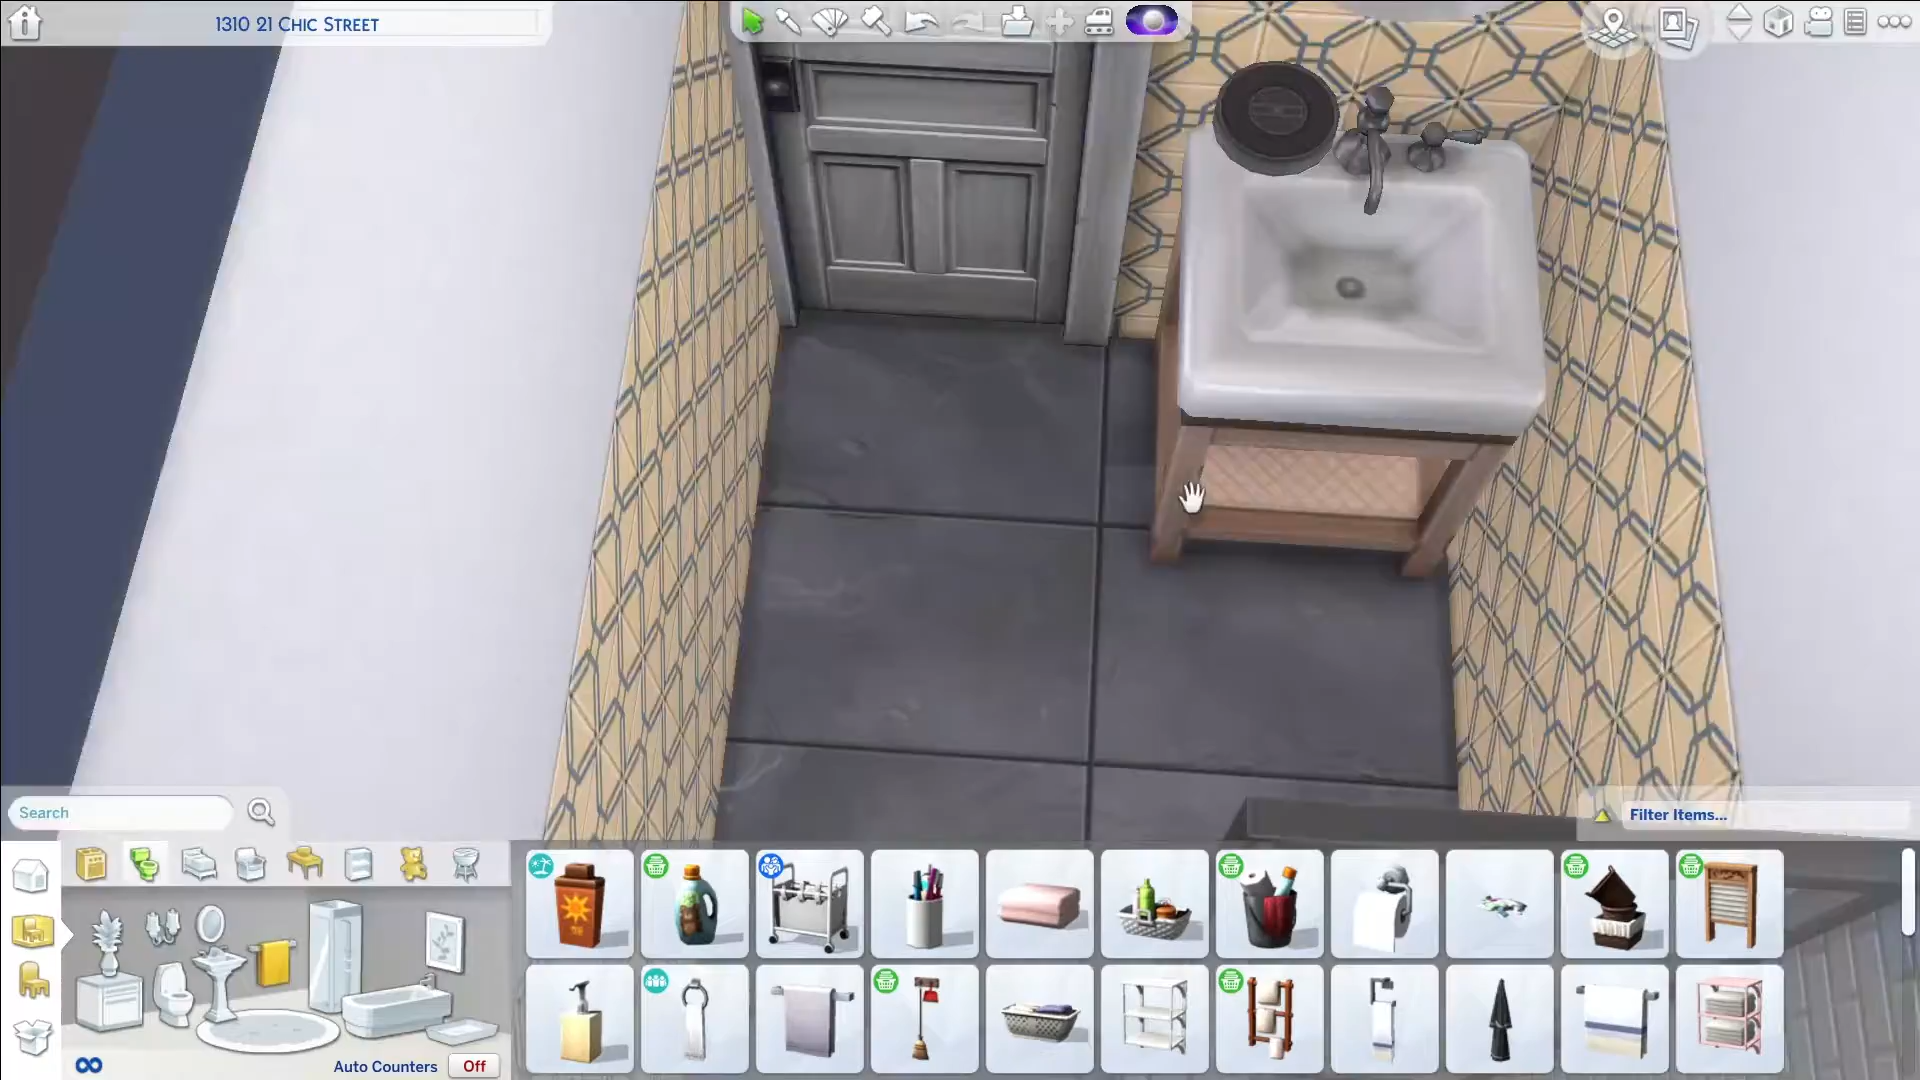 1310 21 CHIC STREET
Search
Filter Items...
Auto Counters
Off